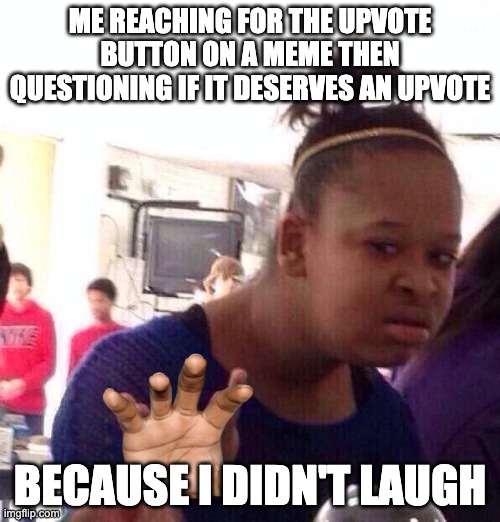 ME REACHING FOR THE UPVOTE
BUTTON ON A MEME THEN
QUESTIONING IF IT DESERVES AN UPVOTE
NIKE
BECAUSE I DIDN'T LAUGH
imgflip.com